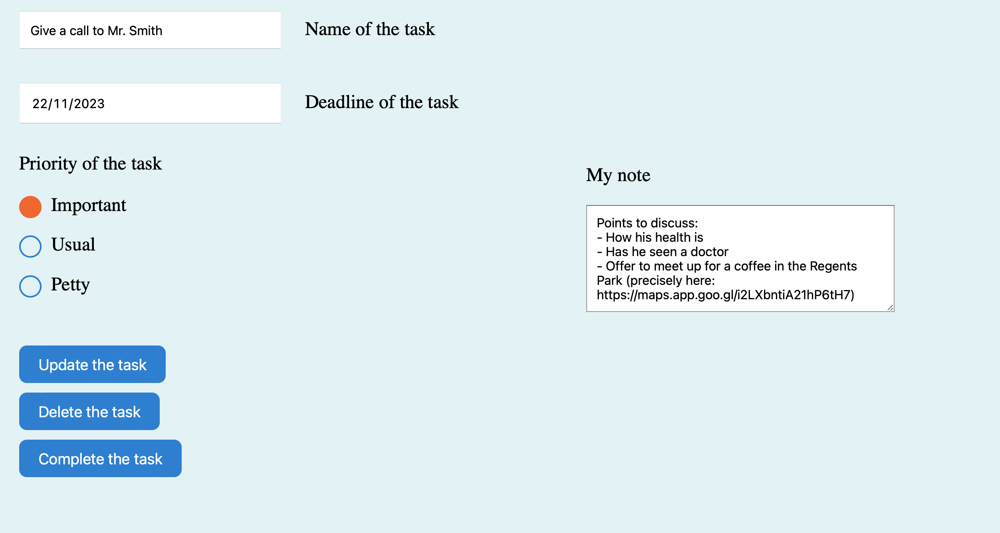 Give a call to Mr. Smith
Name of the task
22/11/2023
Deadline of the task
Priority of the task
Important
Usual
Petty
My note
Points to discuss:
- How his health is
- Has he seen a doctor
- Offer to meet up for a coffee in the Regents
Park (precisely here:
https://maps.app.goo.gl/i2LXbntiA21hP6tH7)
Update the task
Delete the task
Complete the task